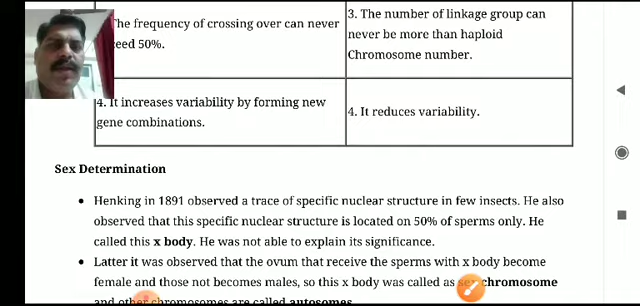 The frequency of crossing over can never
exceed 50%.
3. The number of linkage group can
never be more than haploid
Chromosome number.
4. It increases variability by forming new
gene combinations.
4. It reduces variability.
Sex Determination
• Henking in 1891 observed a trace of specific nuclear structure in few insects. He also
observed that this specific nuclear structure is located on 50% of sperms only. He
called this x body. He was not able to explain its significance.
• Latter it was observed that the ovum that receive the sperms with x body become
female and those not becomes males, so this x body was called as sex chromosome
and other chromosomes are called autosomes.